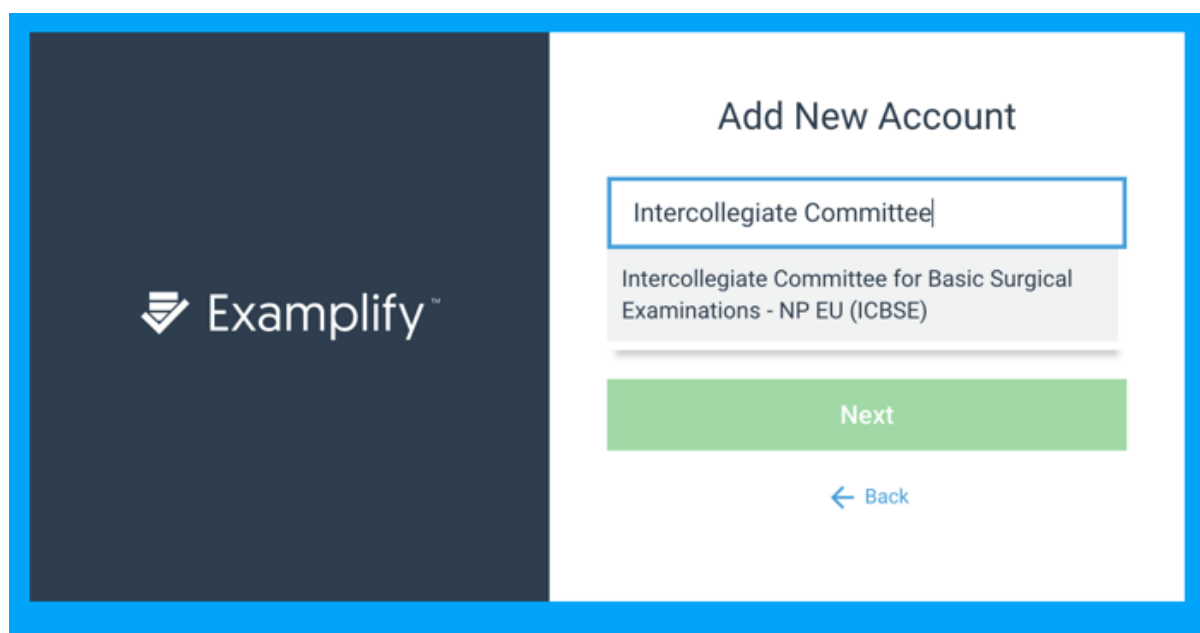 Examplify™
Add New Account
Intercollegiate Committee
Intercollegiate Committee for Basic Surgical
Examinations - NP EU (ICBSE)
Next
← Back